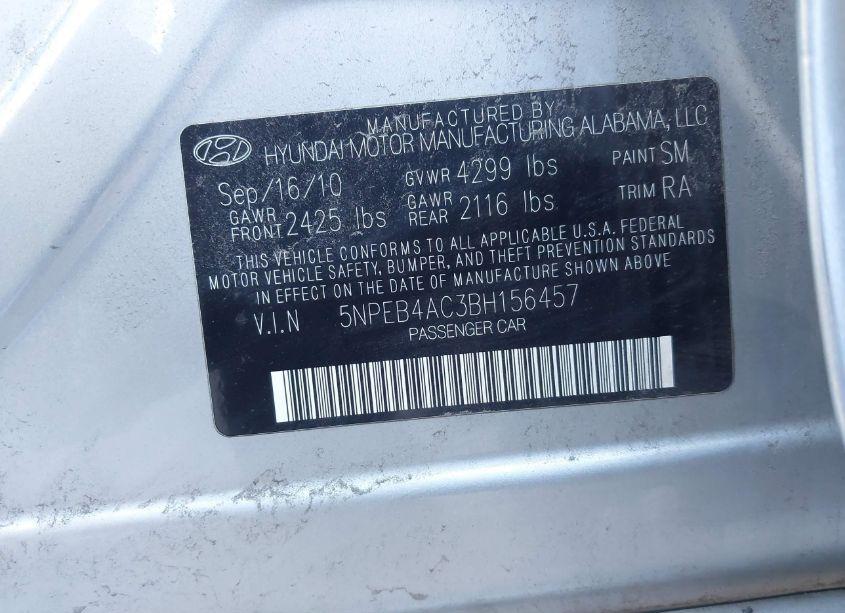 MANUFACTURED BY
HYUNDAI MOTOR MANUFACTURING ALABAMA, LLC
Sep/16/10 GVWR 4299 lbs PAINT SM
GAWR FRONT 2425 lbs GAWR REAR 2116 lbs TRIM RA
THIS VEHICLE CONFORMS TO ALL APPLICABLE U.S.A. FEDERAL
MOTOR VEHICLE SAFETY, BUMPER, AND THEFT PREVENTION STANDARDS
IN EFFECT ON THE DATE OF MANUFACTURE SHOWN ABOVE.
V.I.N 5NPEB4AC3BH156457
PASSENGER CAR